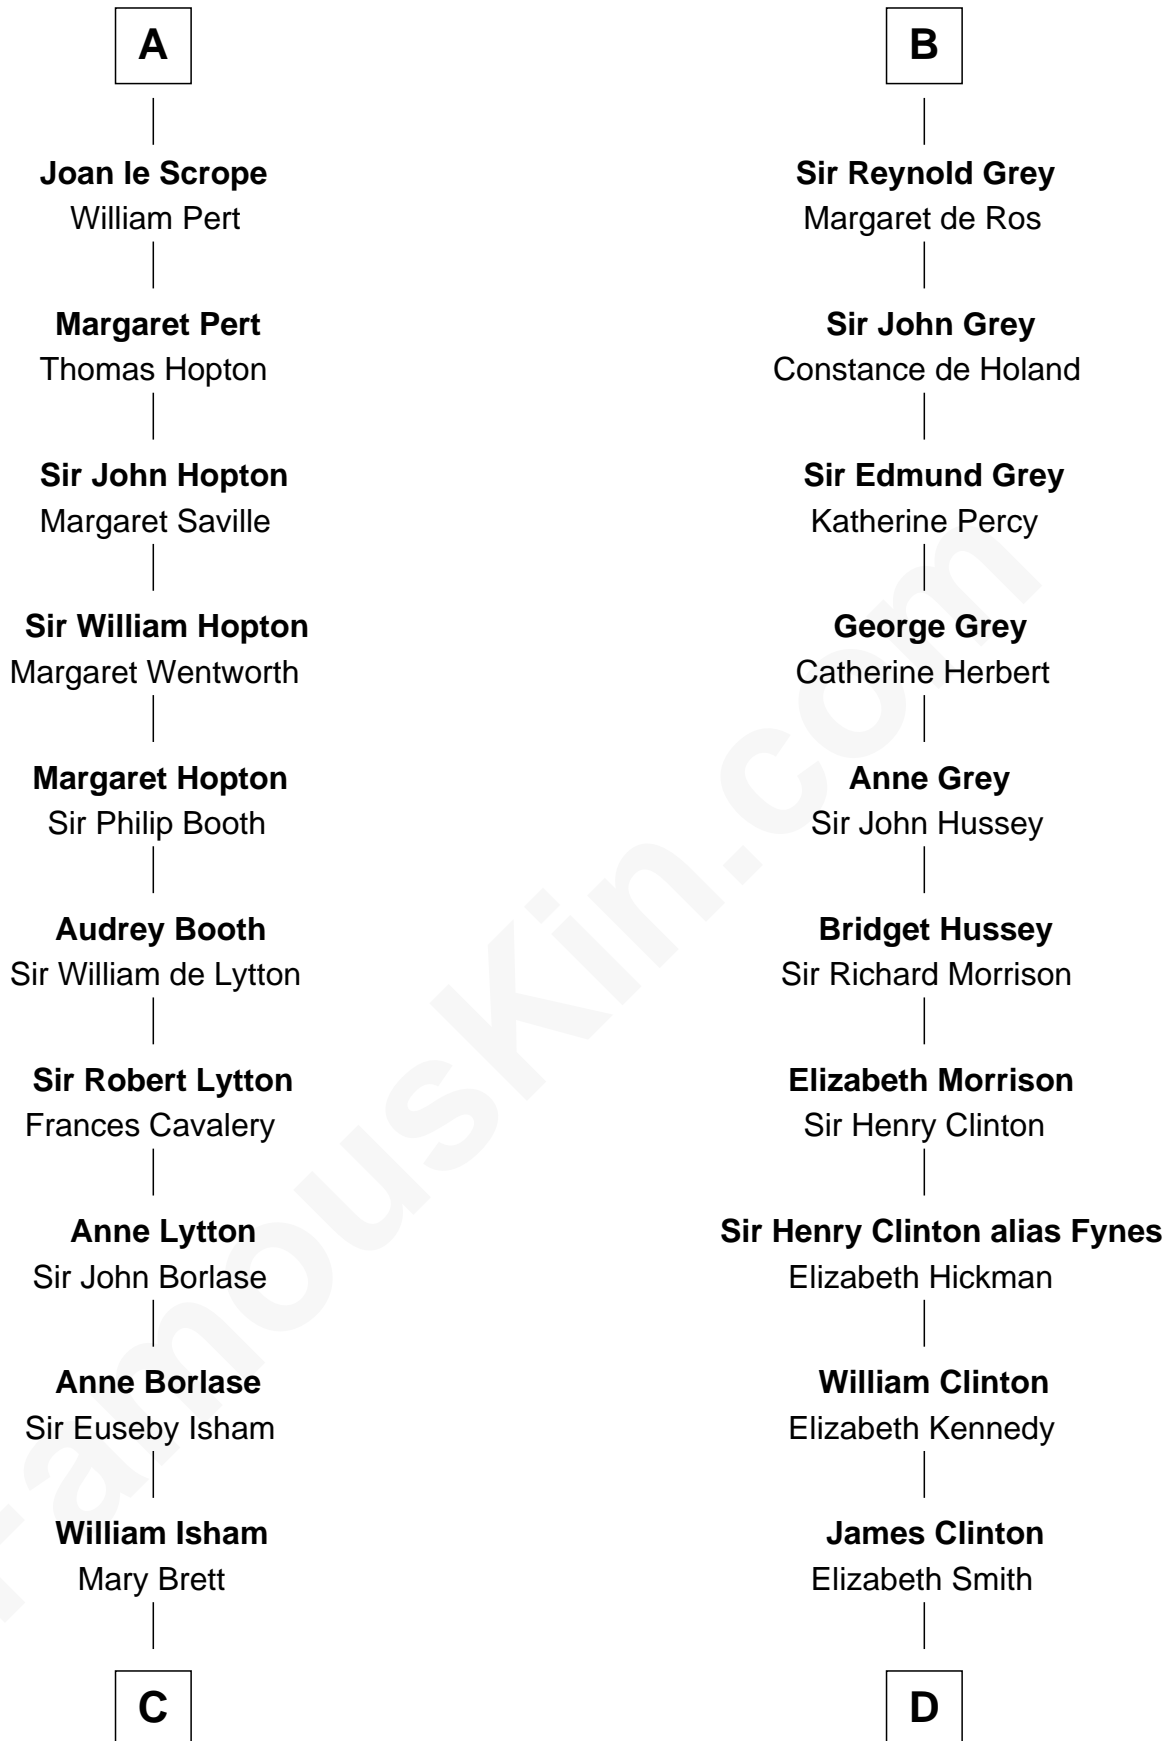 A
Joan le Scrope
William Pert
Margaret Pert
Thomas Hopton
Sir John Hopton
Margaret Saville
Sir William Hopton
Margaret Wentworth
Margaret Hopton
Sir Philip Booth
Audrey Booth
Sir William de Lytton
Sir Robert Lytton
Frances Cavalery
Anne Lytton
Sir John Borlase
Anne Borlase
Sir Euseby Isham
William Isham
Mary Brett
C
B
Sir Reynold Grey
Margaret de Ros
Sir John Grey
Constance de Holand
Sir Edmund Grey
Katherine Percy
George Grey
Catherine Herbert
Anne Grey
Sir John Hussey
Bridget Hussey
Sir Richard Morrison
Elizabeth Morrison
Sir Henry Clinton
Sir Henry Clinton alias Fynes
Elizabeth Hickman
William Clinton
Elizabeth Kennedy
James Clinton
Elizabeth Smith
D
FamousKin.com